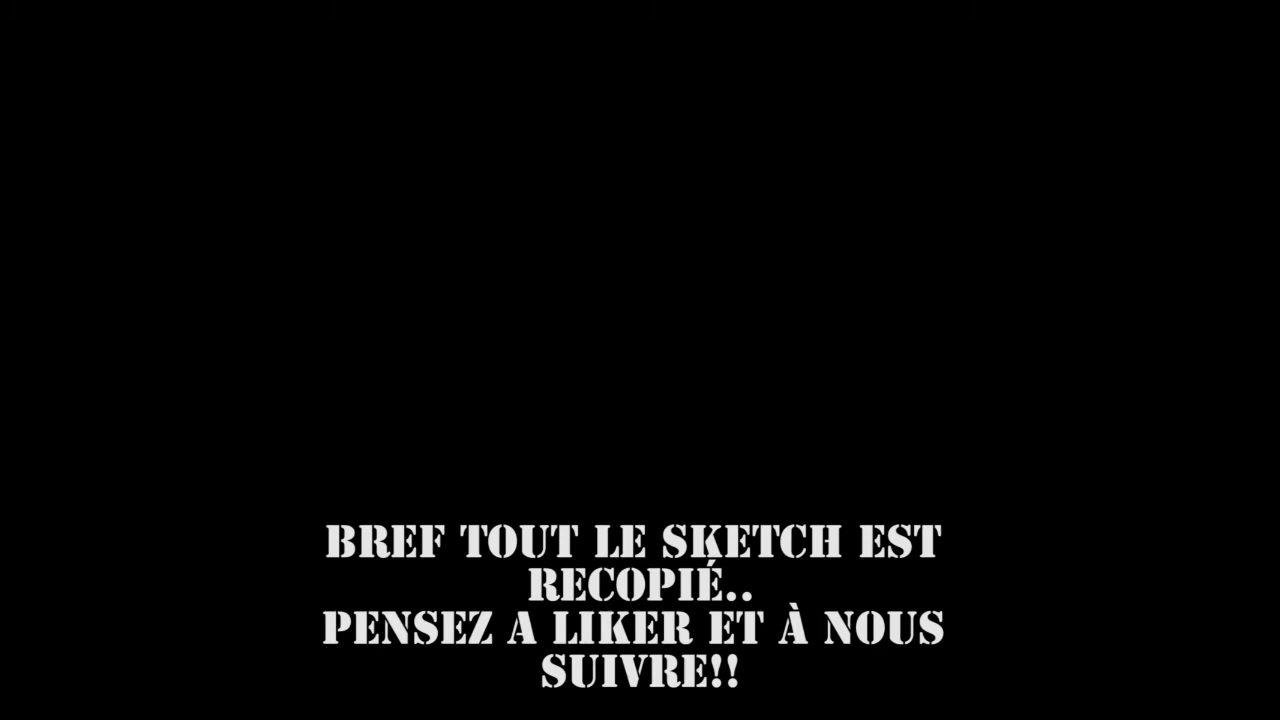 BREF TOUT LE SKETCH EST
RECOPIÉ..
PENSEZ A LIKER ET À NOUS
SUIVRE!!